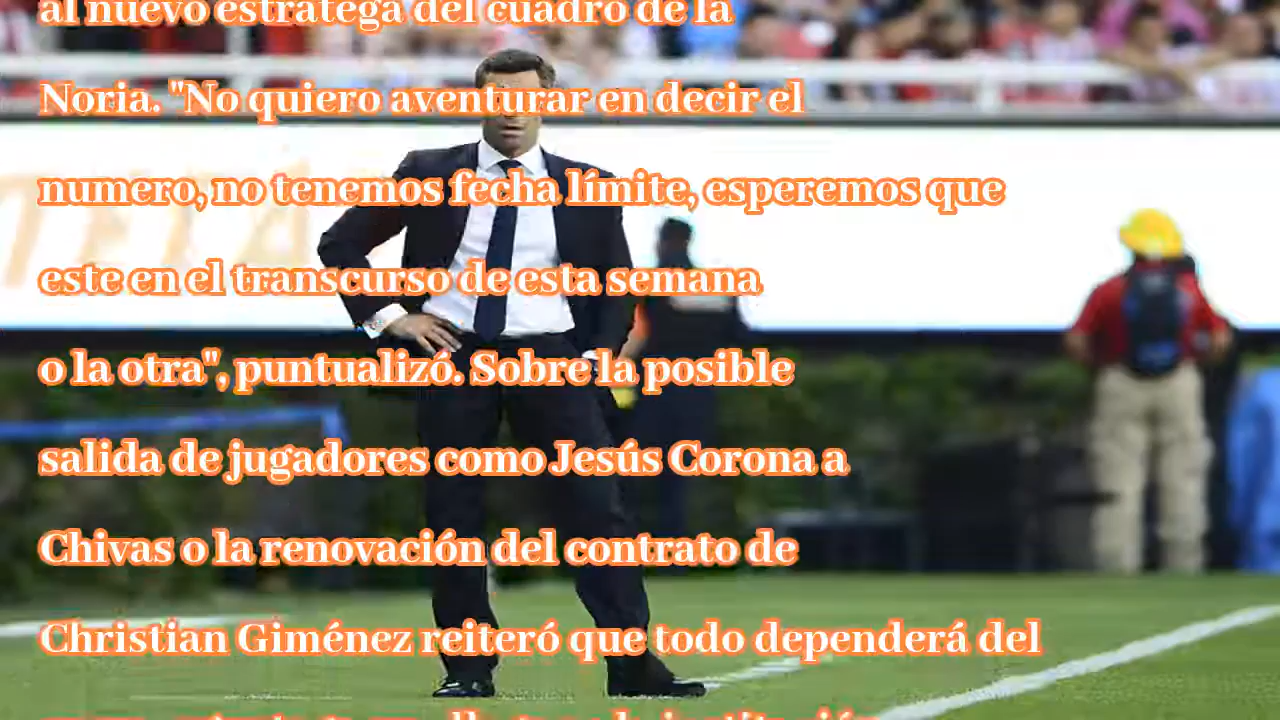 al nuevo estratega del cuadro de la
Noria. "No quiero aventurar en decir el
numero, no tenemos fecha límite, esperemos que
este en el transcurso de esta semana
o la otra", puntualizó. Sobre la posible
salida de jugadores como Jesús Corona a
Chivas o la renovación del contrato de
Christian Giménez reiteró que todo dependerá del